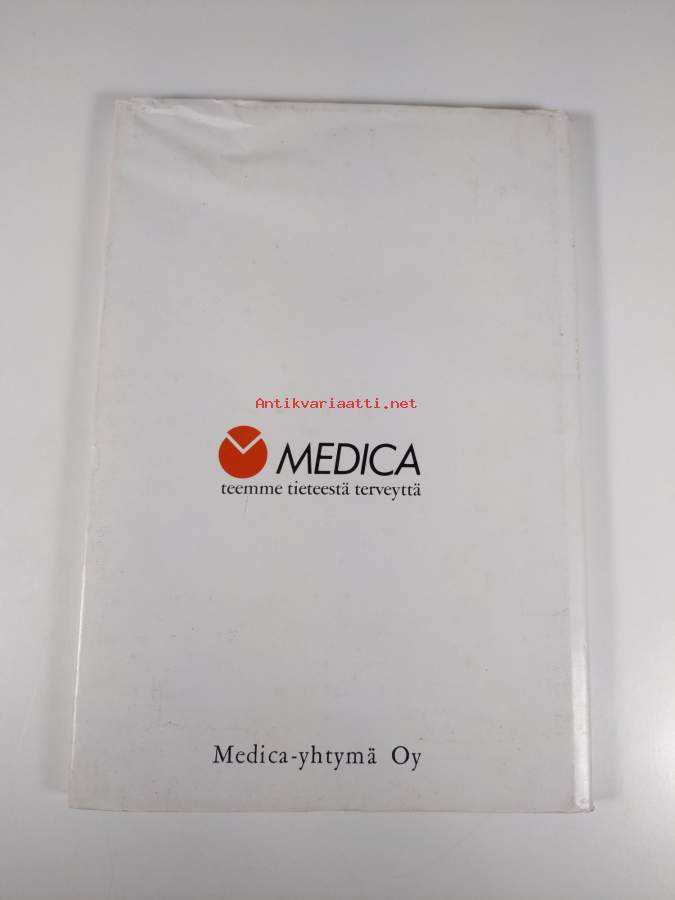 Antikvariaatti.net
MEDICA
teemme tieteestä terveyttä
Medica-yhtymä Oy